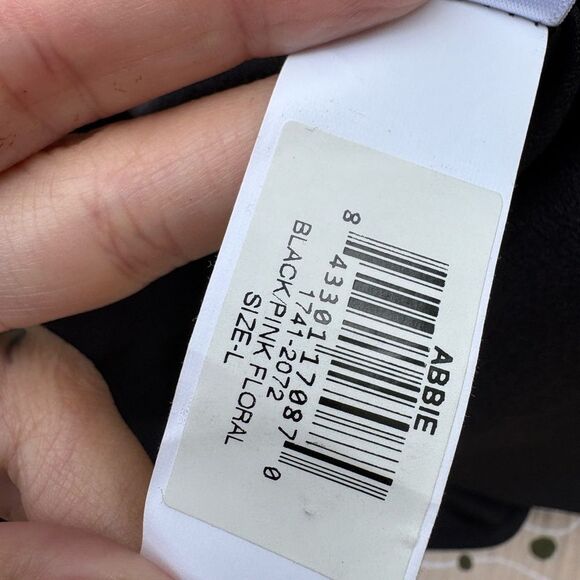 ABBIE
8 43301 17087 0
1741-2072
BLACK/PINK FLORAL
SIZE-L